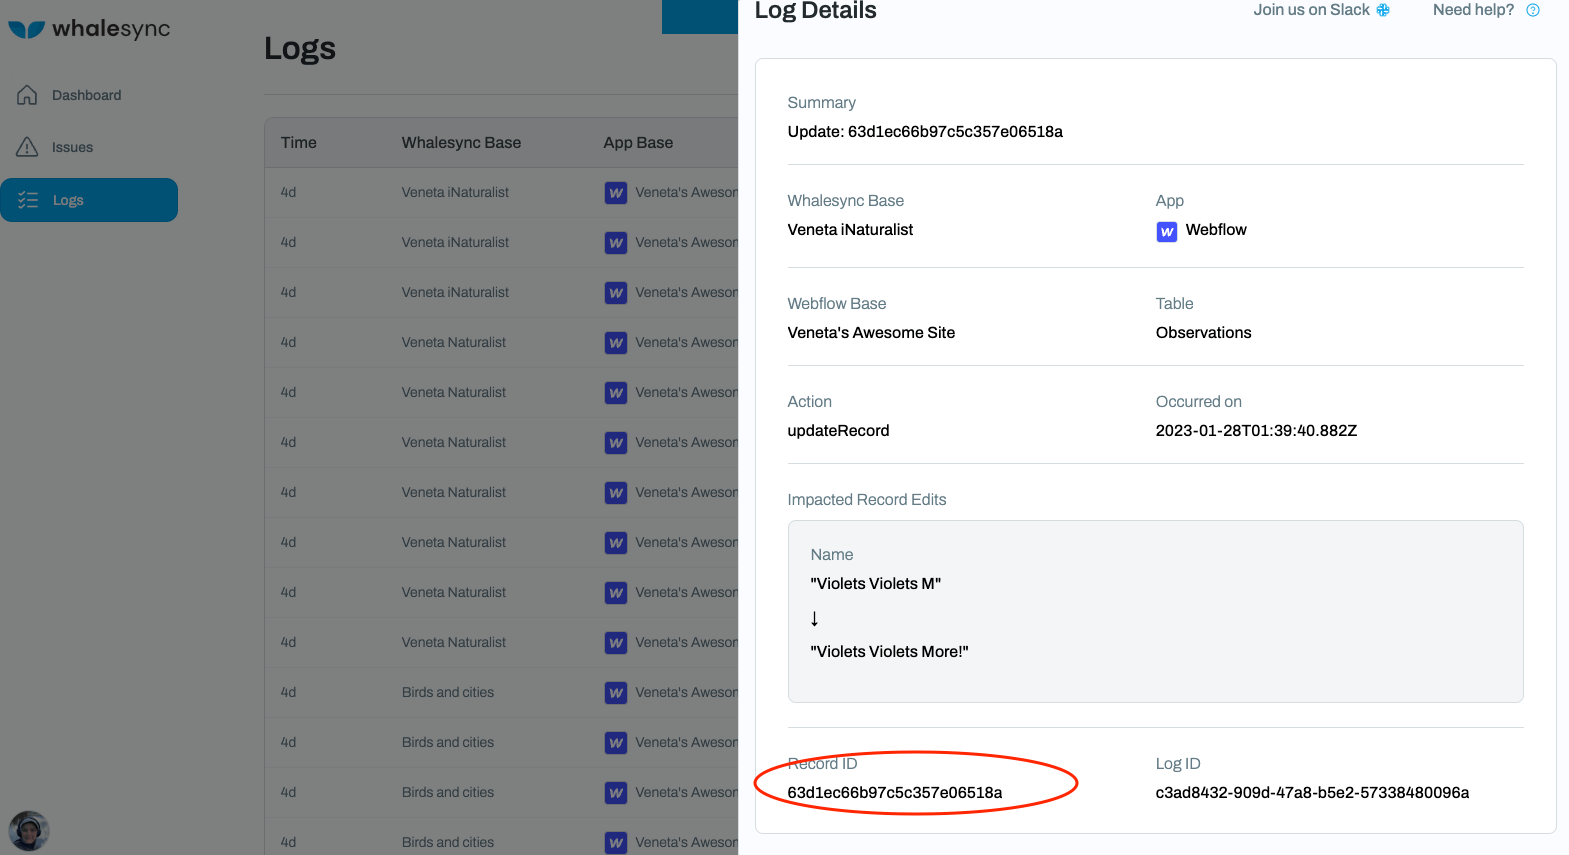 whalesync
Dashboard
Issues
Logs
Logs
Time Whalesync Base App Base
4d Veneta iNaturalist Veneta's Aweson
4d Veneta iNaturalist Veneta's Aweson
4d Veneta iNaturalist Veneta's Aweson
4d Veneta Naturalist Veneta's Aweson
4d Veneta Naturalist Veneta's Aweson
4d Veneta Naturalist Veneta's Aweson
4d Veneta Naturalist Veneta's Aweson
4d Veneta Naturalist Veneta's Aweson
4d Veneta Naturalist Veneta's Aweson
4d Veneta Naturalist Veneta's Aweson
4d Birds and cities Veneta's Aweson
4d Birds and cities Veneta's Aweson
4d Birds and cities Veneta's Aweson
4d Birds and cities Veneta's Aweson
Log Details
Join us on Slack Need help?
Summary
Update: 63d1ec66b97c5c357e06518a
Whalesync Base App
Veneta iNaturalist Webflow
Webflow Base Table
Veneta's Awesome Site Observations
Action Occurred on
updateRecord 2023-01-28T01:39:40.882Z
Impacted Record Edits
Name
"Violets Violets M"
↓
"Violets Violets More!"
Record ID Log ID
63d1ec66b97c5c357e06518a c3ad8432-909d-47a8-b5e2-57338480096a